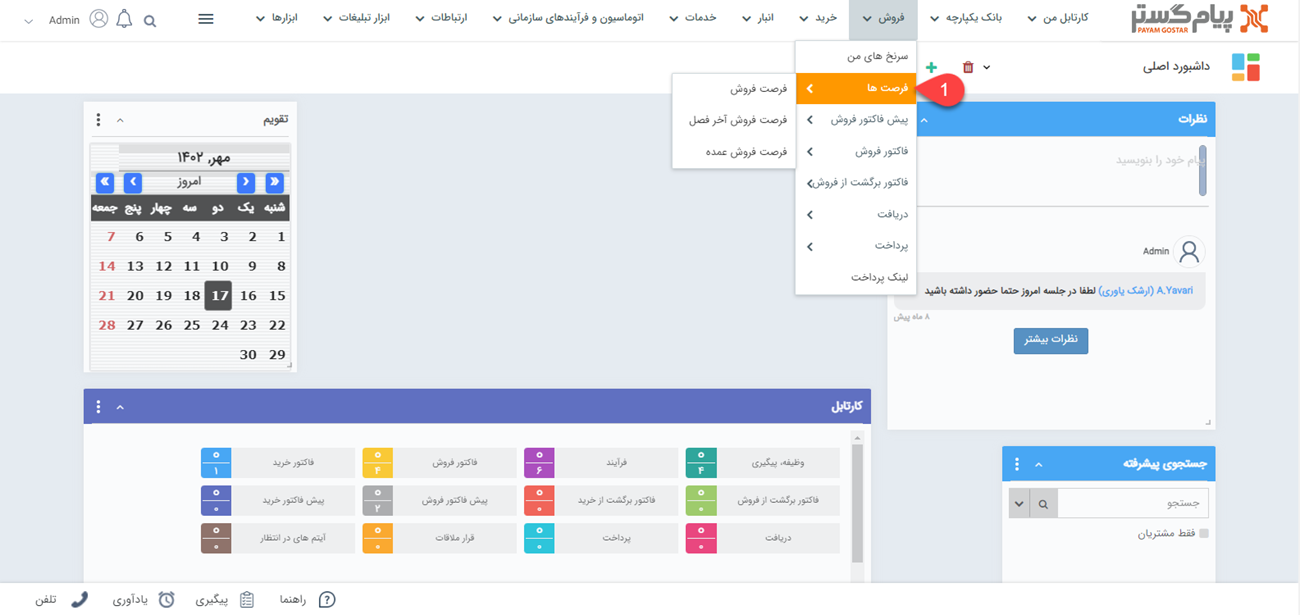 پیام گستر
PAYAM GOSTAR
کارتابل من
بانک یکپارچه
فروش
خرید
انبار
خدمات
ارتباطات
اتوماسیون و فرآیندهای سازمانی
ابزار تبلیغات
ابزارها
Admin
داشبورد اصلی
سرنخ های من
فرصت ها
1
پیش فاکتور فروش
فاکتور فروش
فاکتور برگشت از فروش
دریافت
پرداخت
لینک پرداخت
فرصت فروش
فرصت فروش آخر فصل
فرصت فروش عمده
نظرات
پیام خود را بنویسید
Admin
A.Yavari (ارشک یاوری) لطفا در جلسه امروز حتما حضور داشته باشید
۸ ماه پیش
نظرات بیشتر
تقویم
مهر, ۱۴۰۲
امروز
شنبه یک دو سه چهار پنج جمعه
1 2 3 4 5 6 7
8 9 10 11 12 13 14
15 16 17 18 19 20 21
22 23 24 25 26 27 28
29 30
کارتابل
وظیفه، پیگیری ۰ ۴
فرآیند ۰ ۶
فاکتور فروش ۰ ۴
فاکتور خرید ۰ ۱
فاکتور برگشت از فروش ۰ ۰
فاکتور برگشت از خرید ۰ ۰
پیش فاکتور فروش ۰ ۲
پیش فاکتور خرید ۰ ۰
دریافت ۰ ۰
پرداخت ۰ ۰
قرار ملاقات ۰ ۰
آیتم های در انتظار ۰ ۰
جستجوی پیشرفته
جستجو
فقط مشتریان
راهنما
پیگیری
یادآوری
تلفن